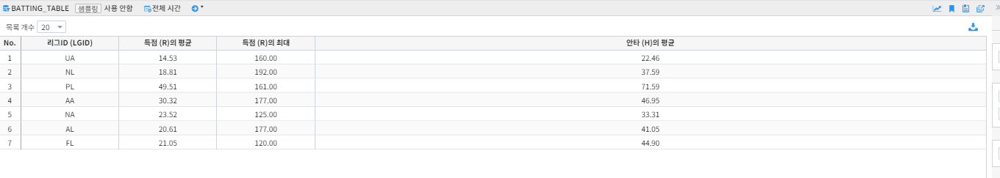 BATTING_TABLE 샘플링 사용 안함 전체 시간 *
목록 개수 20
No. 리그ID (LGID) 득점 (R)의 평균 득점 (R)의 최대 안타 (H)의 평균
1 UA 14.53 160.00 22.46
2 NL 18.81 192.00 37.59
3 PL 49.51 161.00 71.59
4 AA 30.32 177.00 46.95
5 NA 23.52 125.00 33.31
6 AL 20.61 177.00 41.05
7 FL 21.05 120.00 44.90